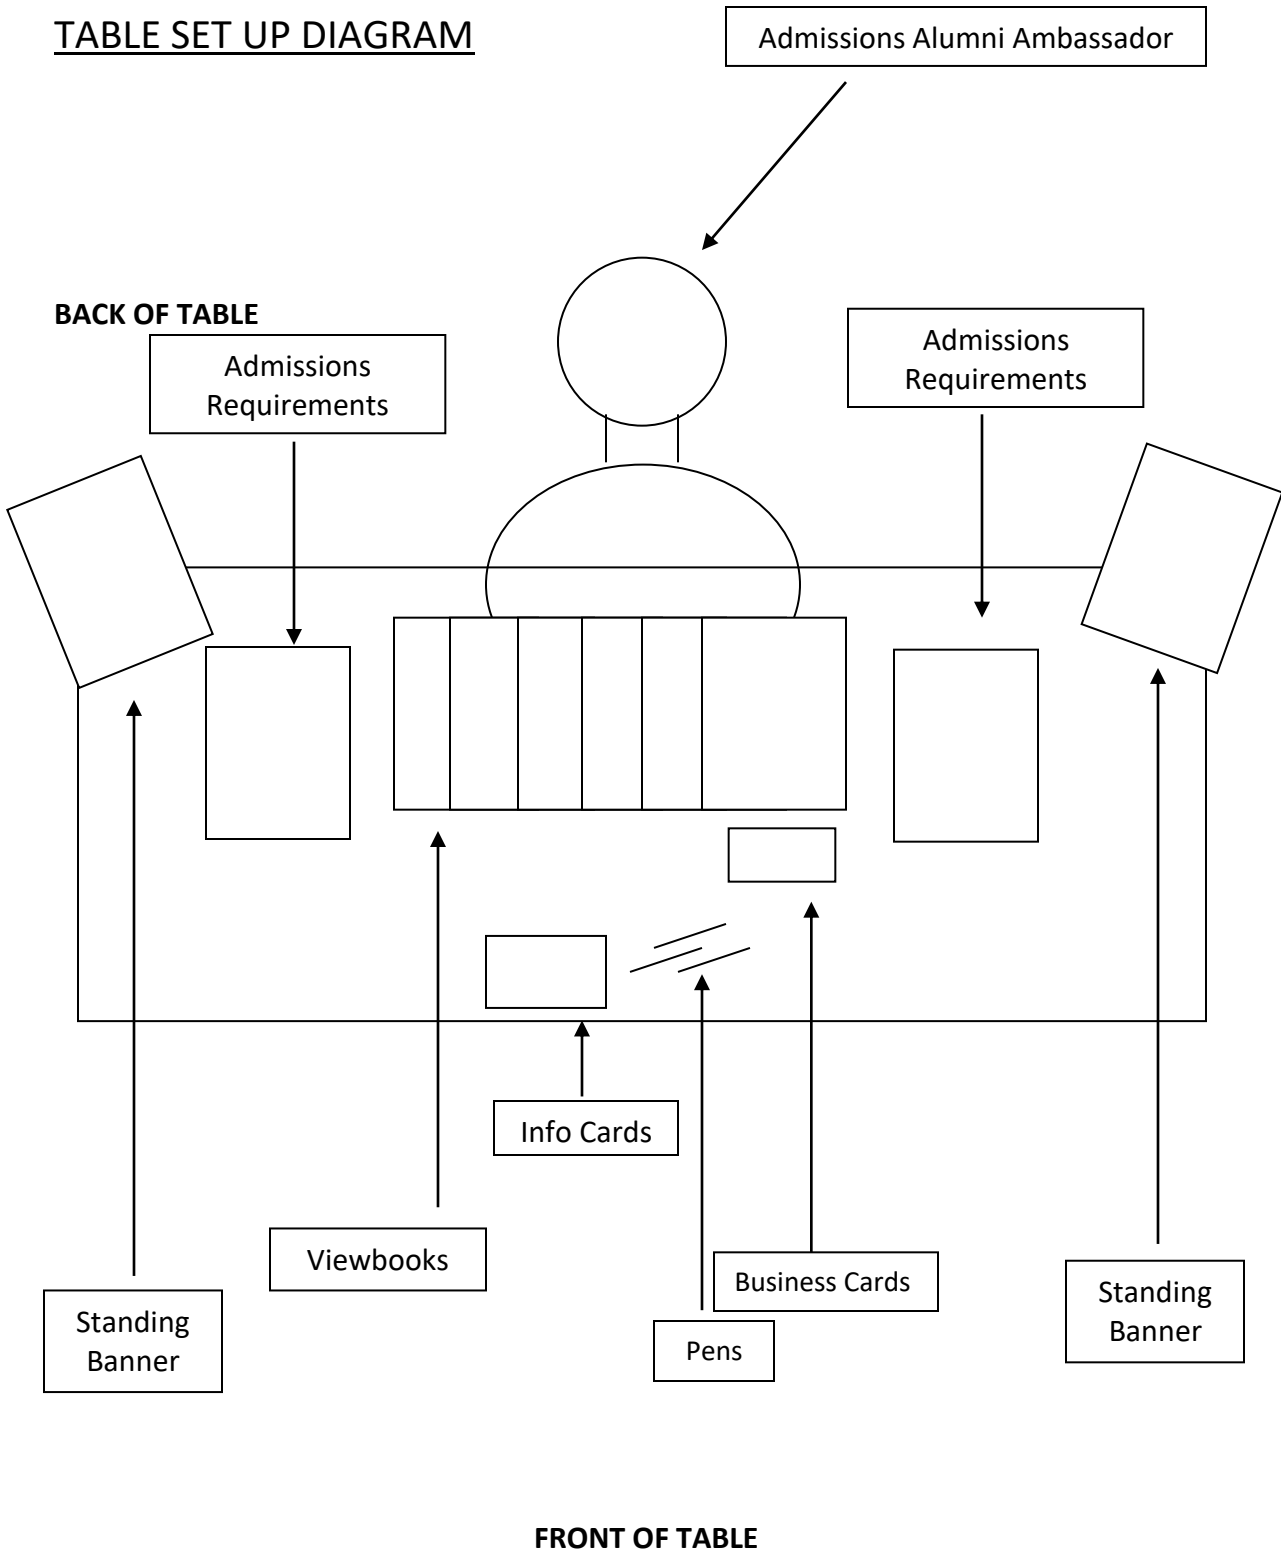 TABLE SET UP DIAGRAM
Admissions Alumni Ambassador
BACK OF TABLE
Admissions
Requirements
Admissions
Requirements
Info Cards
Viewbooks
Business Cards
Standing
Banner
Pens
Standing
Banner
FRONT OF TABLE